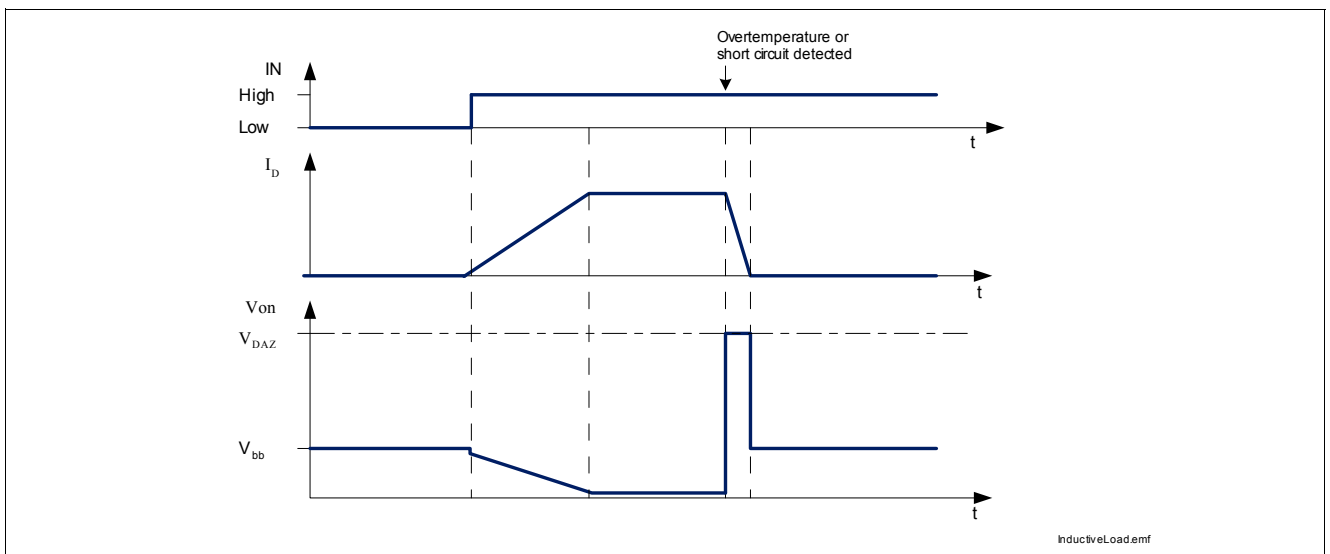 Overtemperature or
short circuit detected
IN
High
Low
t
I_D
t
Von
V_DAZ
V_bb
t
InductiveLoad.emf